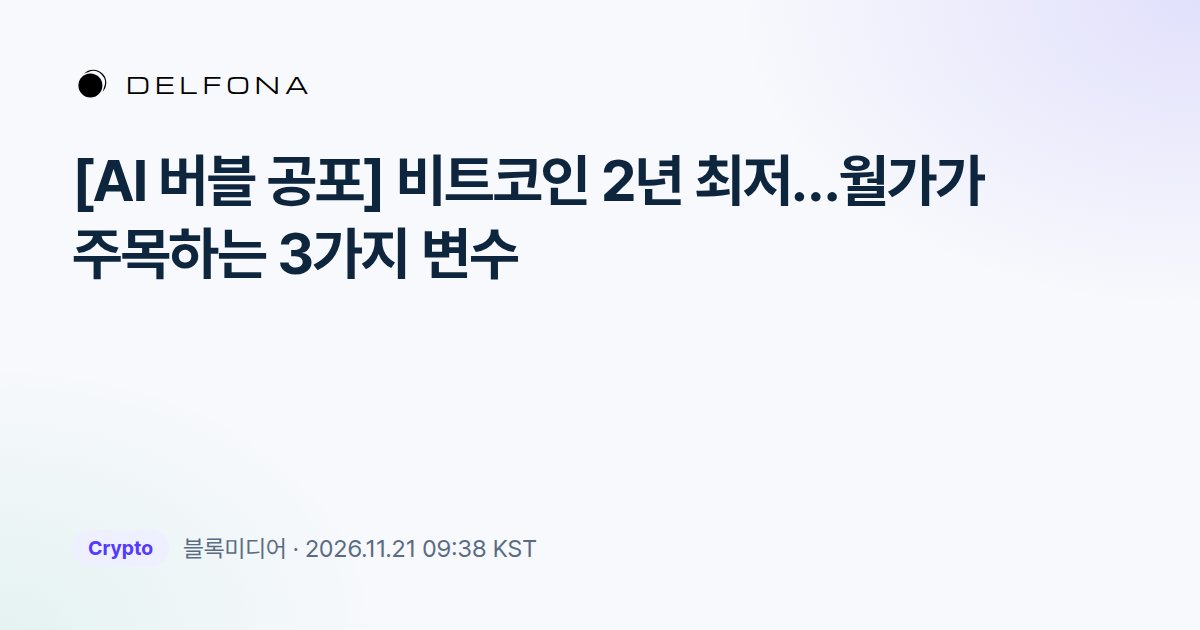 DELFONA
[AI 버블 공포] 비트코인 2년 최저...월가가
주목하는 3가지 변수
Crypto 블록미디어 · 2026.11.21 09:38 KST